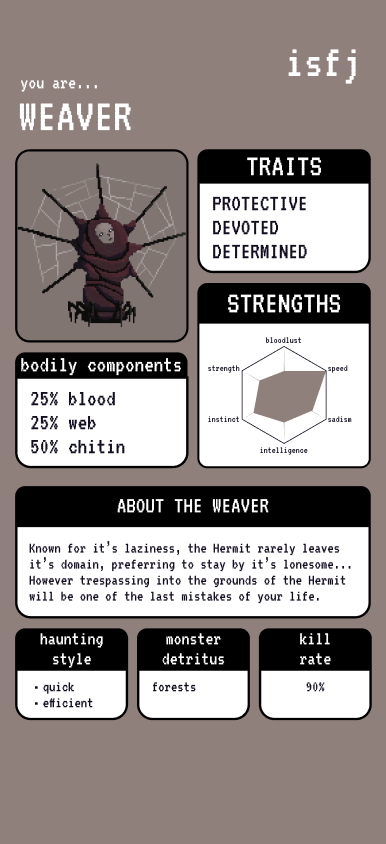 isfj
you are...
WEAVER
TRAITS
PROTECTIVE
DEVOTED
DETERMINED
STRENGTHS
bloodlust
strength
speed
instinct
sadism
intelligence
bodily components
25% blood
25% web
50% chitin
ABOUT THE WEAVER
Known for it's laziness, the Hermit rarely leaves
it's domain, preferring to stay by it's lonesome...
However trespassing into the grounds of the Hermit
will be one of the last mistakes of your life.
haunting
style
• quick
• efficient
monster
detritus
forests
kill
rate
90%